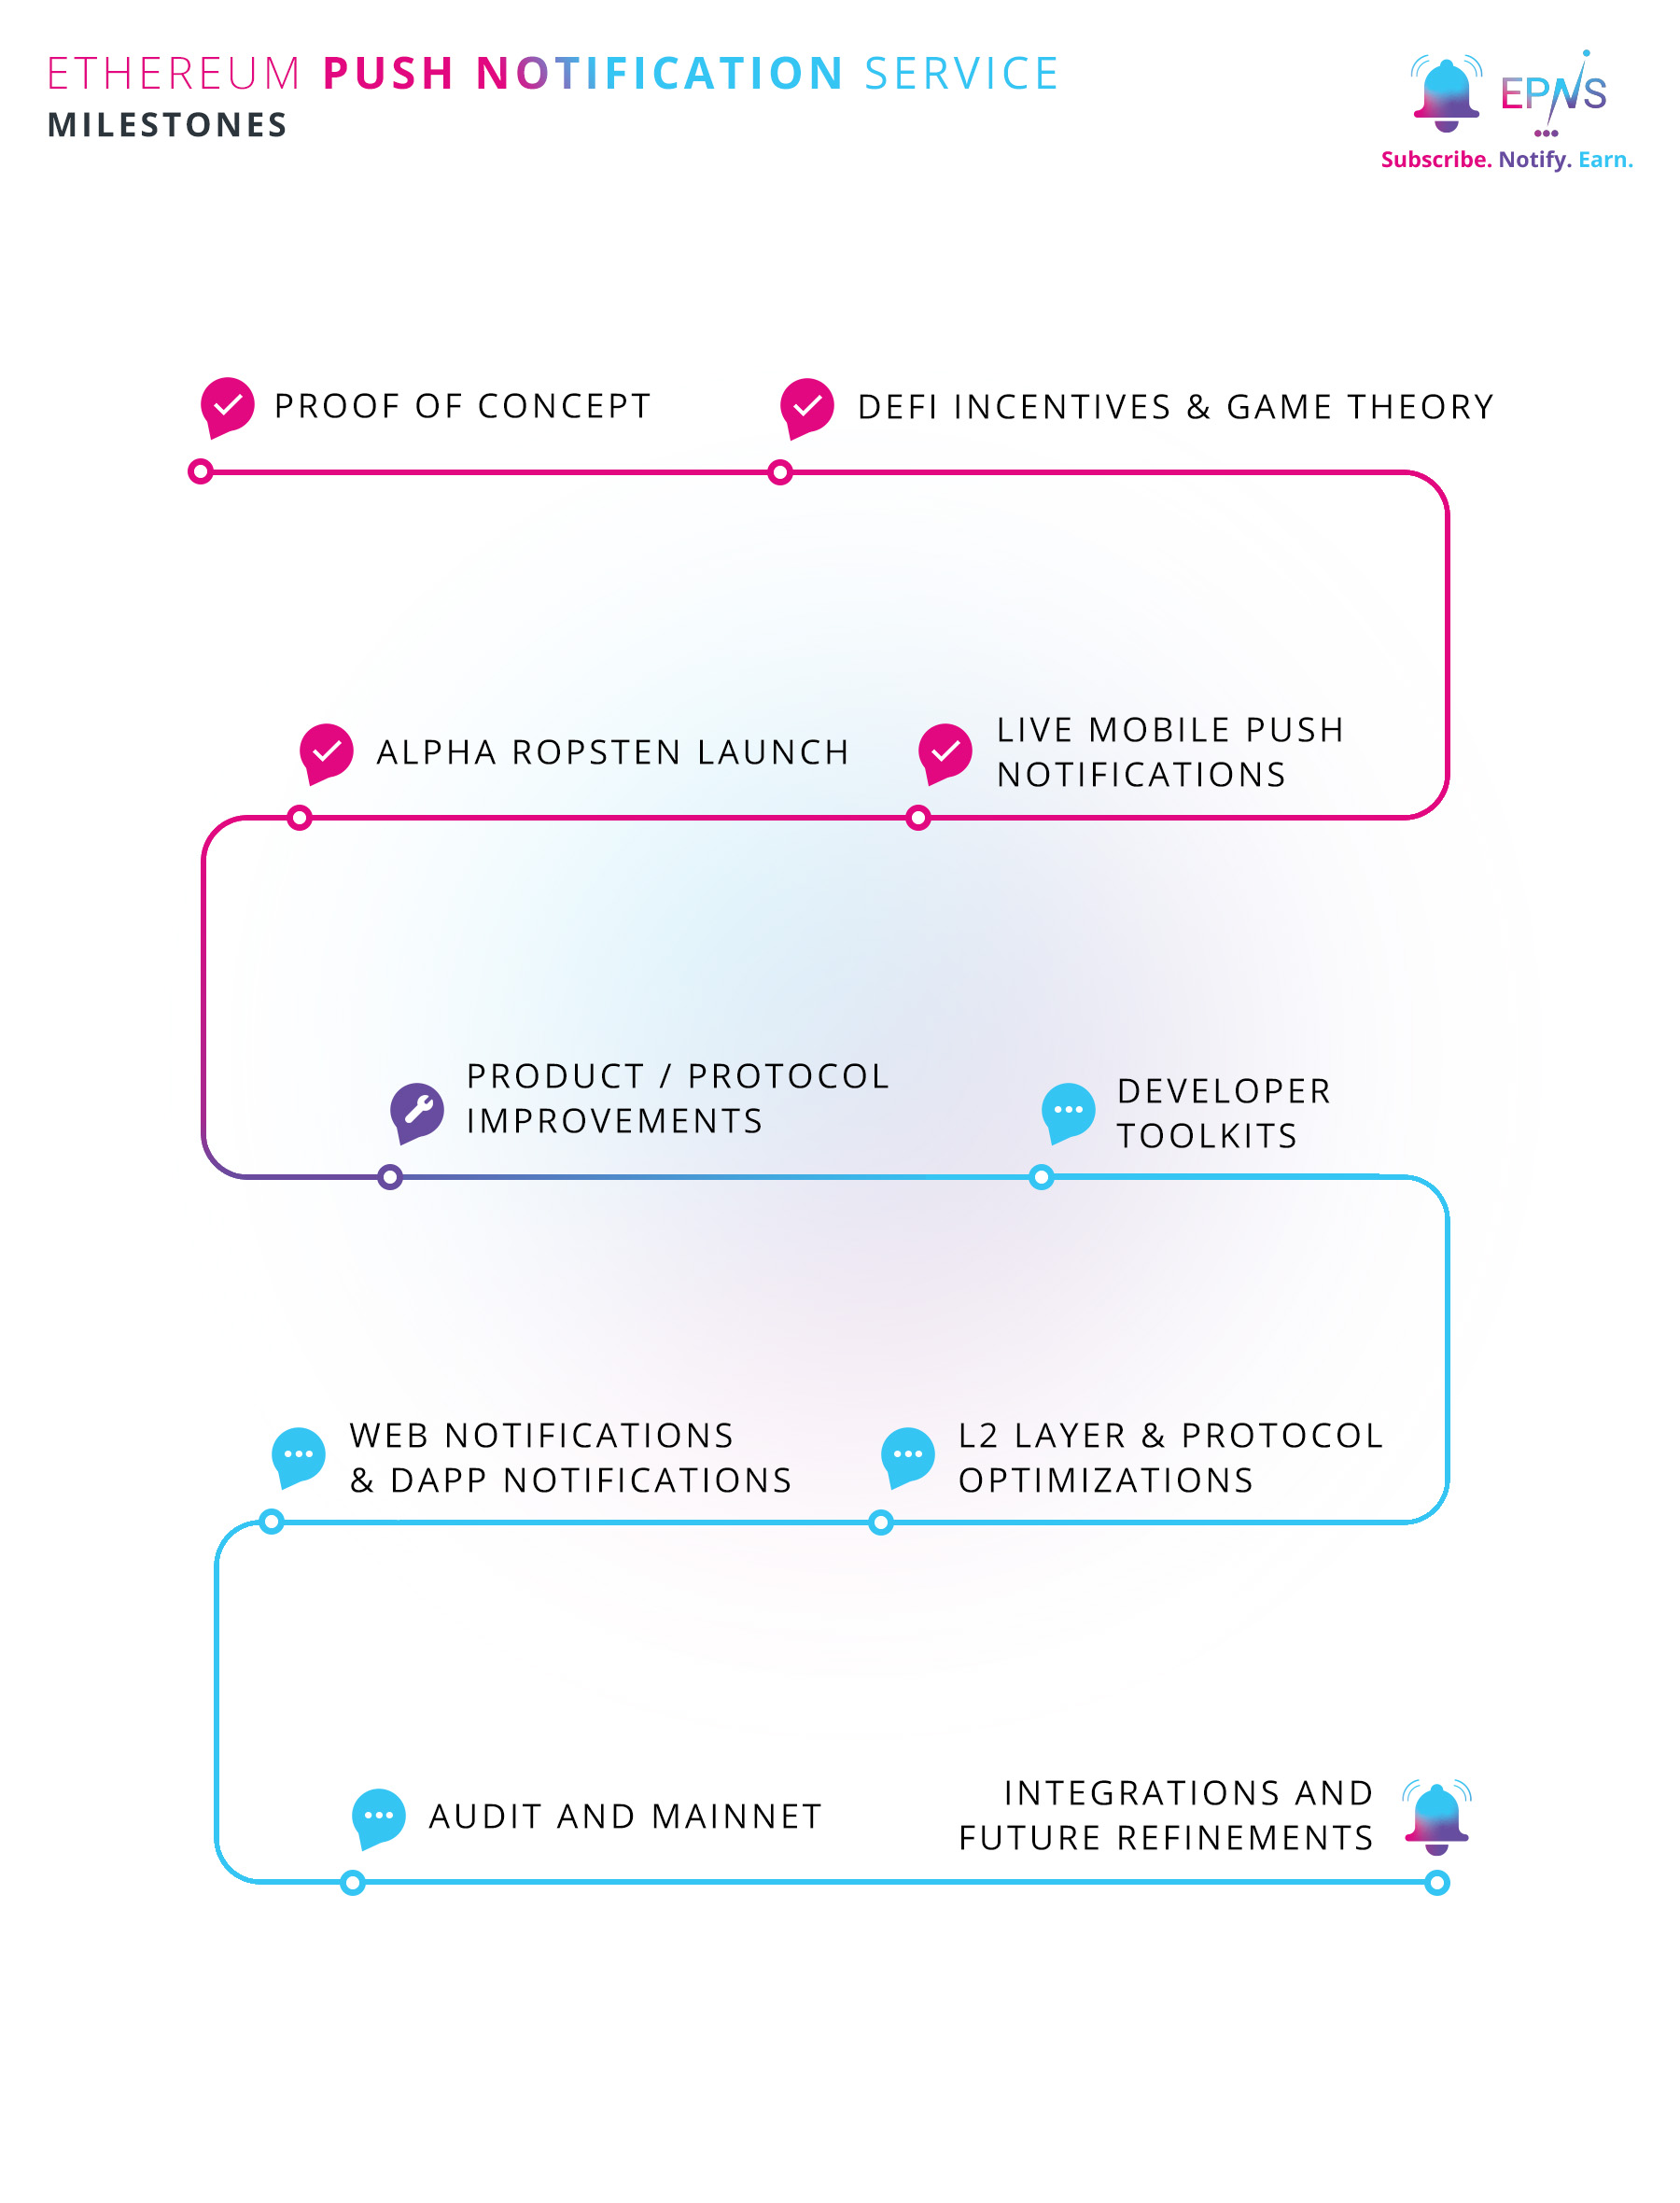 ETHEREUM PUSH NOTIFICATION SERVICE
MILESTONES
EPNS
Subscribe. Notify. Earn.
PROOF OF CONCEPT
DEFI INCENTIVES & GAME THEORY
ALPHA ROPSTEN LAUNCH
LIVE MOBILE PUSH
NOTIFICATIONS
PRODUCT / PROTOCOL
IMPROVEMENTS
DEVELOPER
TOOLKITS
WEB NOTIFICATIONS
& DAPP NOTIFICATIONS
L2 LAYER & PROTOCOL
OPTIMIZATIONS
AUDIT AND MAINNET
INTEGRATIONS AND
FUTURE REFINEMENTS